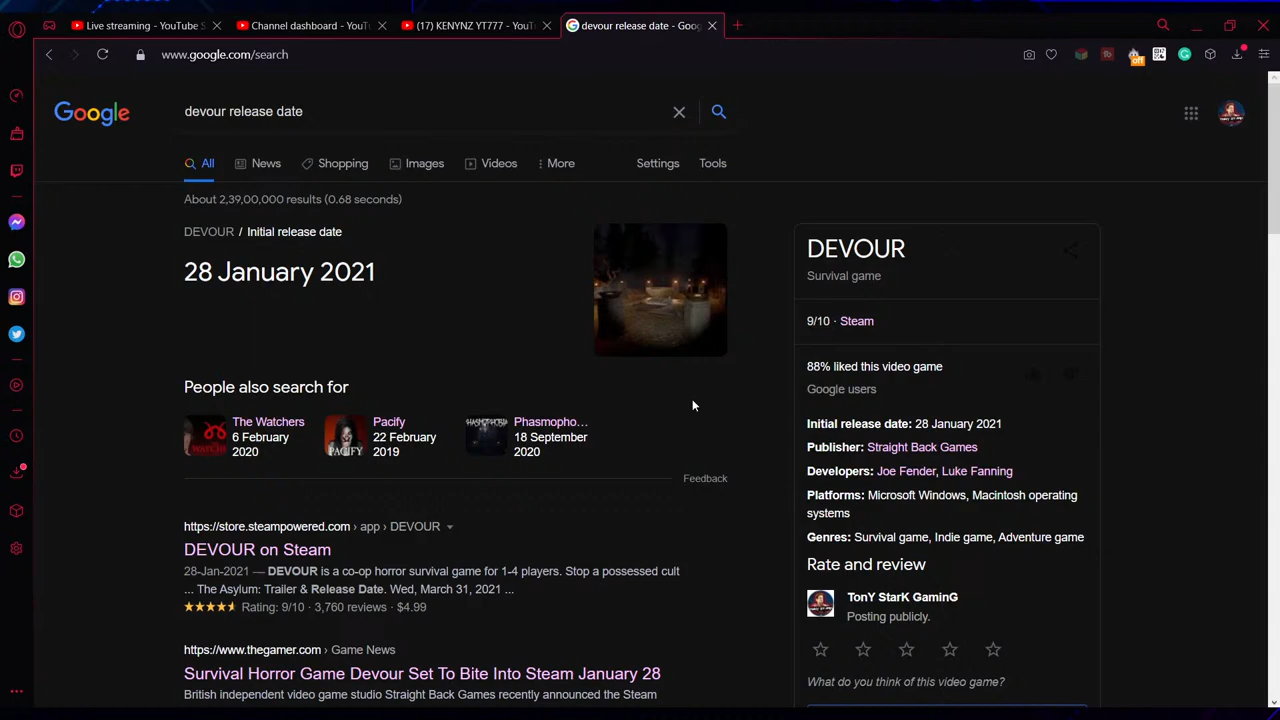 Live streaming - YouTube S
Channel dashboard - YouT
(17) KENYNZ YT777 - YouT
devour release date - Goog
www.google.com/search
off
Google
devour release date
All
News
Shopping
Images
Videos
More
Settings
Tools
About 2,39,00,000 results (0.68 seconds)
DEVOUR / Initial release date
28 January 2021
People also search for
The Watchers
6 February
2020
Pacify
22 February
2019
Phasmopho...
18 September
2020
Feedback
https://store.steampowered.com › app › DEVOUR
DEVOUR on Steam
28-Jan-2021 — DEVOUR is a co-op horror survival game for 1-4 players. Stop a possessed cult
... The Asylum: Trailer & Release Date. Wed, March 31, 2021 ...
Rating: 9/10 · 3,760 reviews · $4.99
https://www.thegamer.com › Game News
Survival Horror Game Devour Set To Bite Into Steam January 28
British independent video game studio Straight Back Games recently announced the Steam
DEVOUR
Survival game
9/10 · Steam
88% liked this video game
Google users
Initial release date: 28 January 2021
Publisher: Straight Back Games
Developers: Joe Fender, Luke Fanning
Platforms: Microsoft Windows, Macintosh operating
systems
Genres: Survival game, Indie game, Adventure game
Rate and review
TonY StarK GaminG
Posting publicly.
What do you think of this video game?